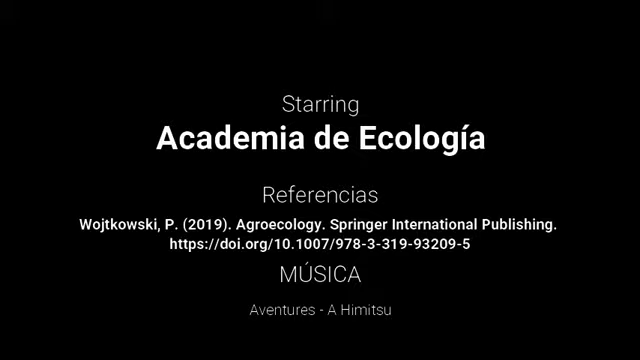 Starring
Academia de Ecología
Referencias
Wojtkowski, P. (2019). Agroecology. Springer International Publishing.
https://doi.org/10.1007/978-3-319-93209-5
MÚSICA
Aventures - A Himitsu